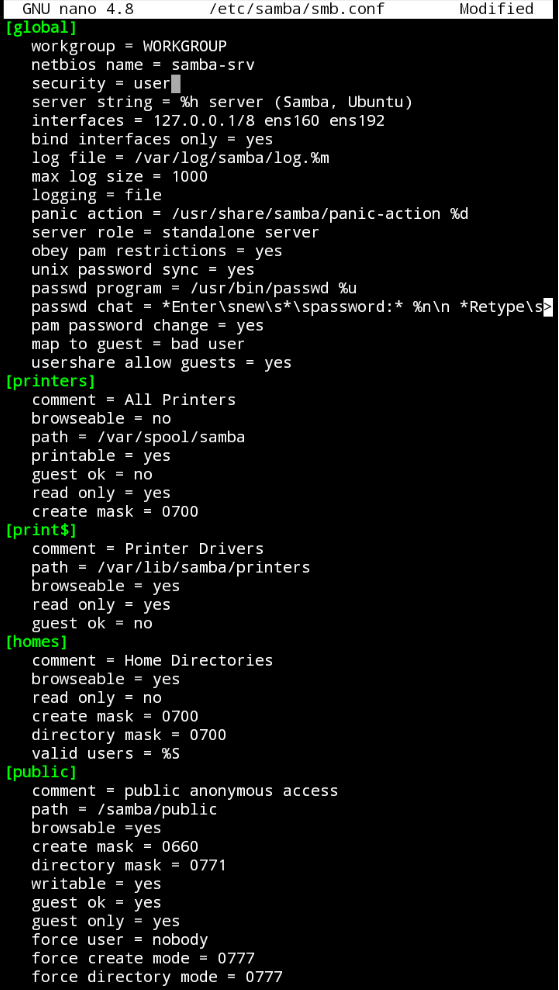 GNU nano 4.8 /etc/samba/smb.conf Modified
[global]
workgroup = WORKGROUP
netbios name = samba-srv
security = user
server string = %h server (Samba, Ubuntu)
interfaces = 127.0.0.1/8 ens160 ens192
bind interfaces only = yes
log file = /var/log/samba/log.%m
max log size = 1000
logging = file
panic action = /usr/share/samba/panic-action %d
server role = standalone server
obey pam restrictions = yes
unix password sync = yes
passwd program = /usr/bin/passwd %u
passwd chat = *Enter\snew\s*\spassword:* %n\n *Retype\s>
pam password change = yes
map to guest = bad user
usershare allow guests = yes
[printers]
comment = All Printers
browseable = no
path = /var/spool/samba
printable = yes
guest ok = no
read only = yes
create mask = 0700
[print$]
comment = Printer Drivers
path = /var/lib/samba/printers
browseable = yes
read only = yes
guest ok = no
[homes]
comment = Home Directories
browseable = yes
read only = no
create mask = 0700
directory mask = 0700
valid users = %S
[public]
comment = public anonymous access
path = /samba/public
browsable =yes
create mask = 0660
directory mask = 0771
writable = yes
guest ok = yes
guest only = yes
force user = nobody
force create mode = 0777
force directory mode = 0777